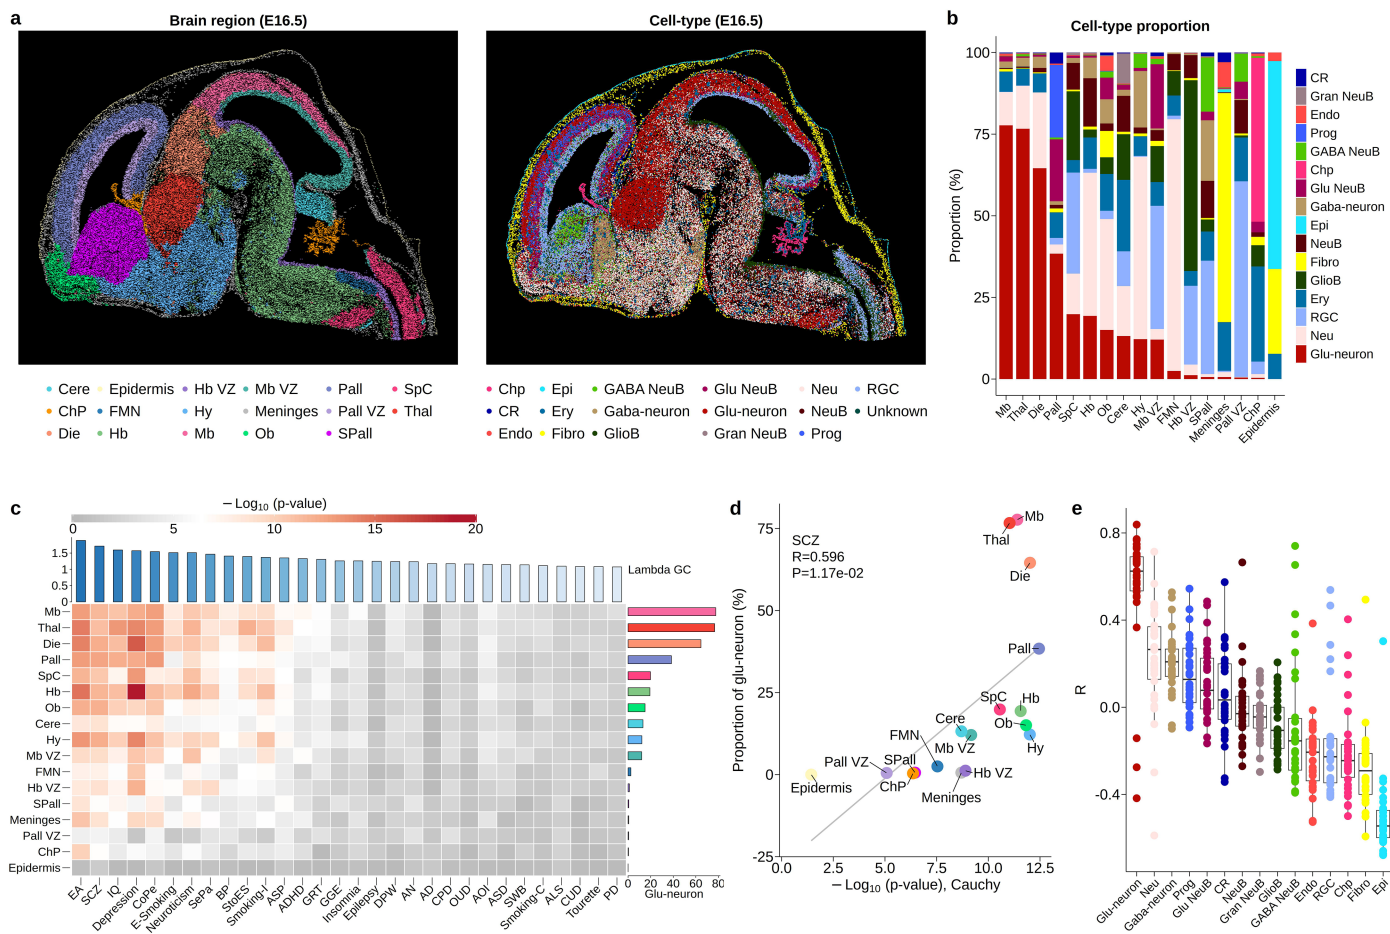 a
Brain region (E16.5)
Cell-type (E16.5)
Cere Epidermis Hb VZ Mb VZ Pall SpC
ChP FMN Hy Meninges Pall VZ Thal
Die Hb Mb Ob SPall
Chp Epi GABA NeuB Glu NeuB Neu RGC
CR Ery Gaba-neuron Glu-neuron NeuB Unknown
Endo Fibro GlioB Gran NeuB Prog
b
Cell-type proportion
Proportion (%)
100
75
50
25
0
Mb Thal Die Pall SpC Hb Ob Cere Hy Mb VZ FMN Hb VZ SPall Meninges Pall VZ ChP Epidermis
CR
Gran NeuB
Endo
Prog
GABA NeuB
Chp
Glu NeuB
Gaba-neuron
Epi
NeuB
Fibro
GlioB
Ery
RGC
Neu
Glu-neuron
c
−Log10 (p-value)
0 5 10 15 20
1.5
1
0.5
0
Lambda GC
Mb
Thal
Die
Pall
SpC
Hb
Ob
Cere
Hy
Mb VZ
FMN
Hb VZ
SPall
Meninges
Pall VZ
ChP
Epidermis
EA SCZ IQ Depression CoPe E-Smoking Neuroticism SePa BP StoES Smoking-I ASP ADHD GRT GGE Insomnia Epilepsy DPW AN AD CPD OUD AOI ASD SWB Smoking-C ALS CUD Tourette PD
0 20 40 60 80
Glu-neuron
d
SCZ
R=0.596
P=1.17e-02
Proportion of glu-neuron (%)
75
50
25
0
-25
Mb
Thal
Die
Pall
SpC
Hb
Cere
Ob
FMN
Mb VZ
Hy
Pall VZ
SPall
Hb VZ
ChP
Epidermis
Meninges
0.0 2.5 5.0 7.5 10.0 12.5
−Log10 (p-value), Cauchy
e
R
0.8
0.4
0.0
-0.4
Glu-neuron Neu Gaba-neuron Prog Glu NeuB CR NeuB Gran NeuB GlioB GABA NeuB Endo RGC Chp Fibro Epi